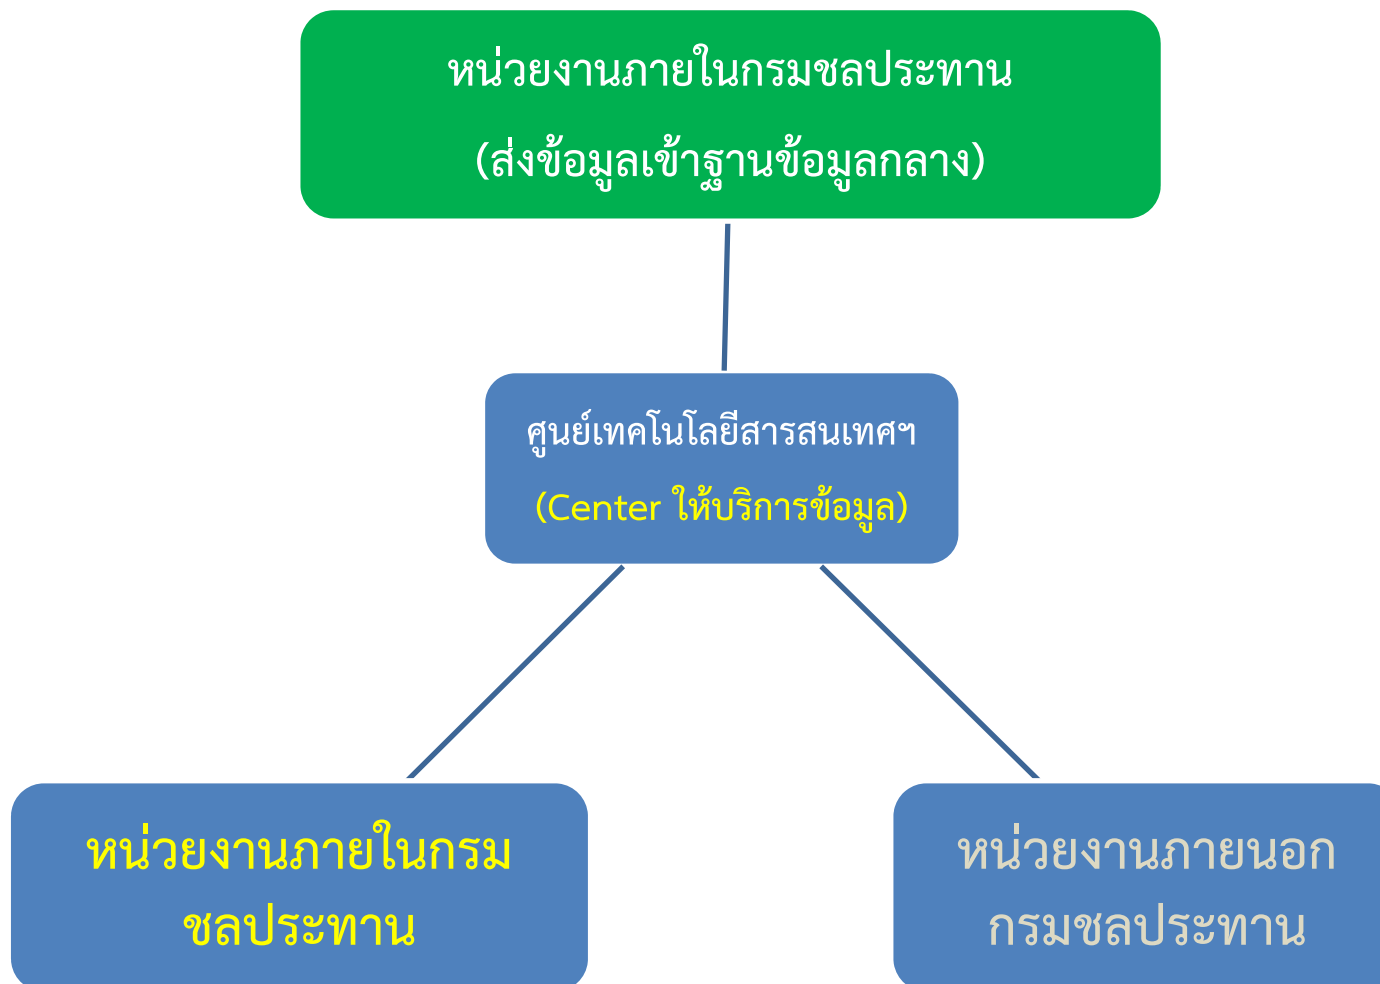 หน่วยงานภายในกรมชลประทาน
(ส่งข้อมูลเข้าฐานข้อมูลกลาง)
ศูนย์เทคโนโลยีสารสนเทศฯ
(Center ให้บริการข้อมูล)
หน่วยงานภายในกรม
ชลประทาน
หน่วยงานภายนอก
กรมชลประทาน